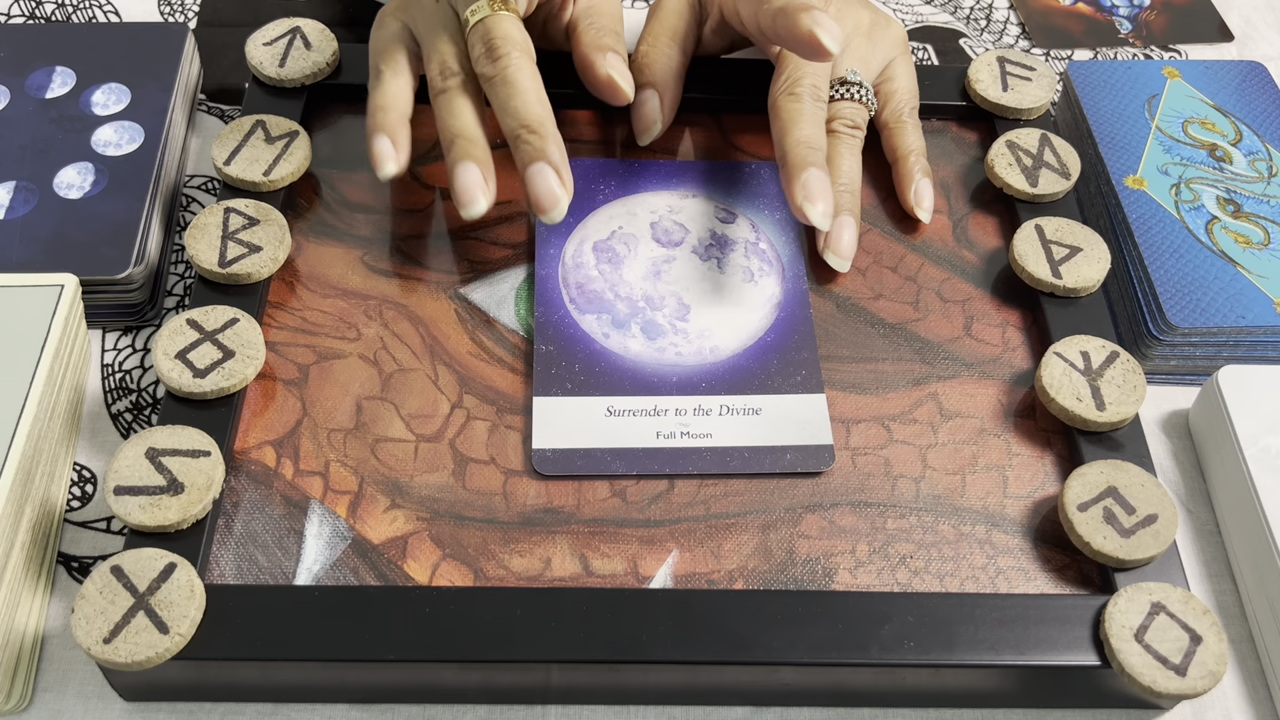 ᛏ ᚨ
ᛖ ᛞ
ᛒ ᚦ
ᛟ ᛉ
ᛊ ᛃ
ᚷ ᛜ
Surrender to the Divine
Full Moon